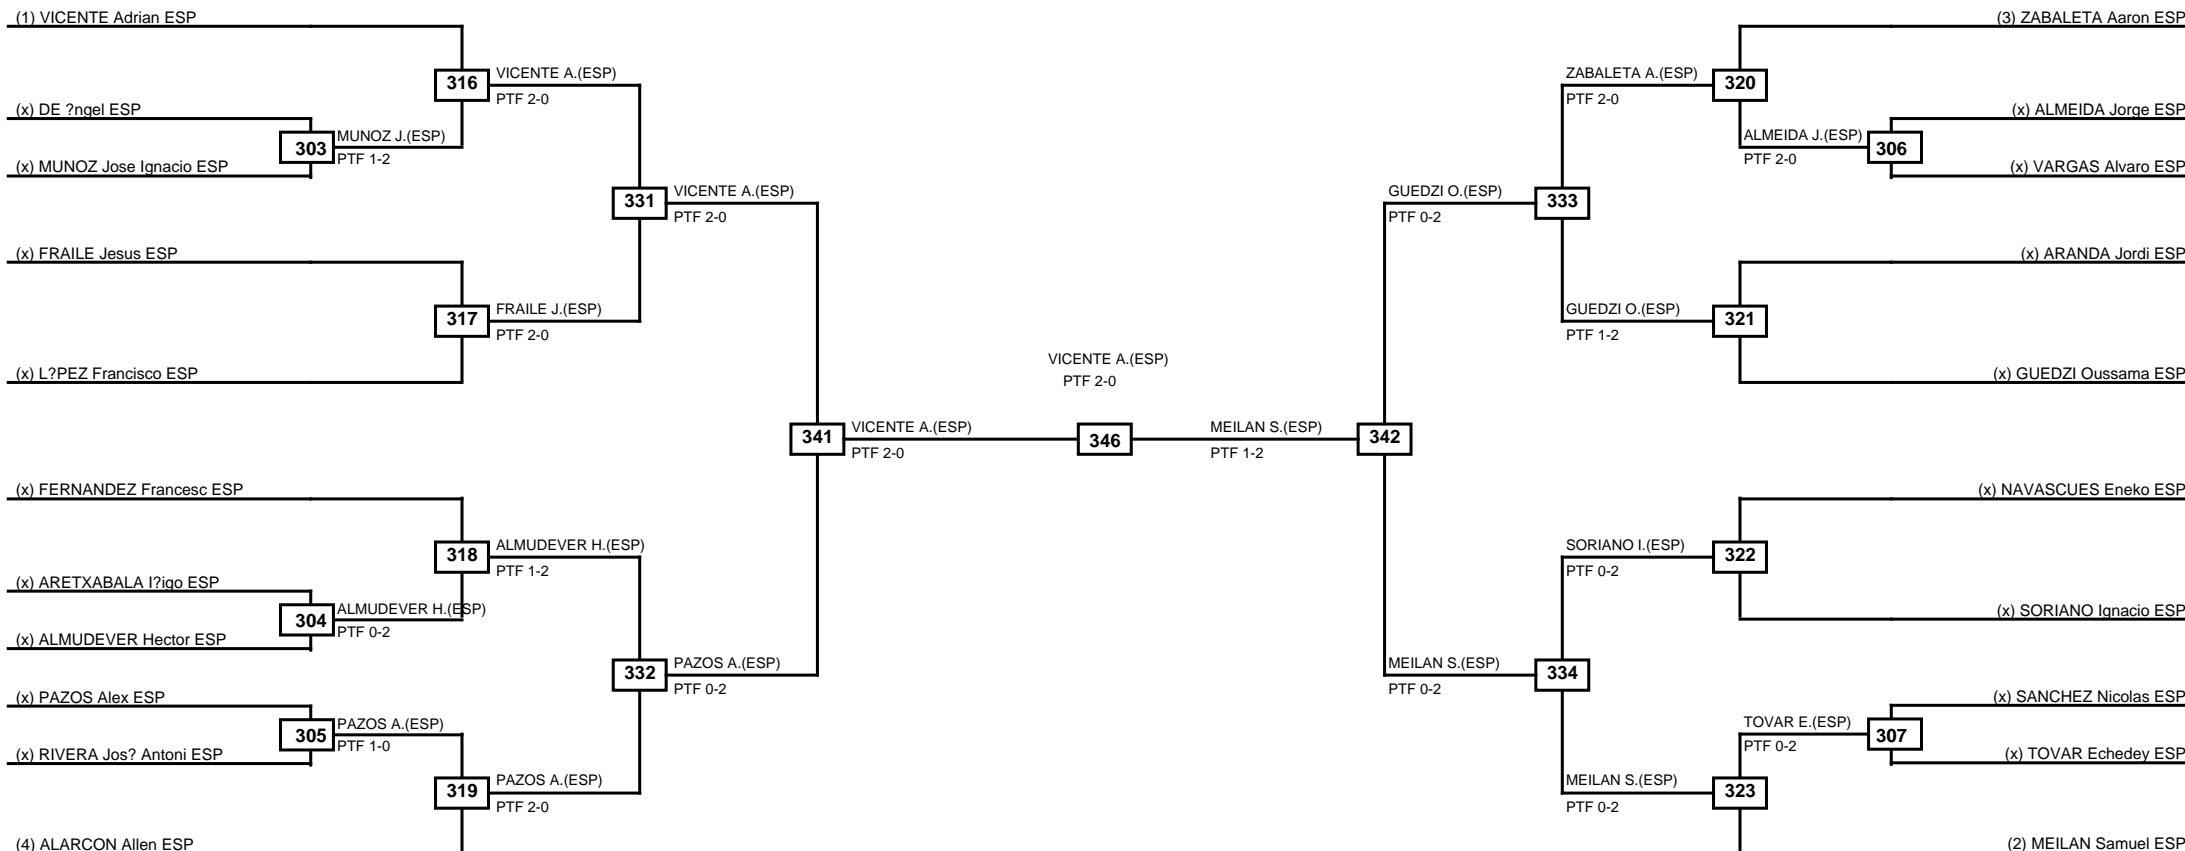 (1) VICENTE Adrian ESP
(x) DE ?ngel ESP
(x) MUNOZ Jose Ignacio ESP
(x) FRAILE Jesus ESP
(x) L?PEZ Francisco ESP
(x) FERNANDEZ Francesc ESP
(x) ARETXABALA I?igo ESP
(x) ALMUDEVER Hector ESP
(x) PAZOS Alex ESP
(x) RIVERA Jos? Antoni ESP
(4) ALARCON Allen ESP
303
MUNOZ J.(ESP)
PTF 1-2
304
ALMUDEVER H.(ESP)
PTF 0-2
305
PAZOS A.(ESP)
PTF 1-0
316
VICENTE A.(ESP)
PTF 2-0
317
FRAILE J.(ESP)
PTF 2-0
318
ALMUDEVER H.(ESP)
PTF 1-2
319
PAZOS A.(ESP)
PTF 2-0
331
VICENTE A.(ESP)
PTF 2-0
332
PAZOS A.(ESP)
PTF 0-2
341
VICENTE A.(ESP)
PTF 2-0
VICENTE A.(ESP)
PTF 2-0
346
MEILAN S.(ESP)
PTF 1-2
342
GUEDZI O.(ESP)
PTF 0-2
333
MEILAN S.(ESP)
PTF 0-2
334
ZABALETA A.(ESP)
PTF 2-0
320
GUEDZI O.(ESP)
PTF 1-2
321
SORIANO I.(ESP)
PTF 0-2
322
MEILAN S.(ESP)
PTF 0-2
323
ALMEIDA J.(ESP)
PTF 2-0
306
TOVAR E.(ESP)
PTF 0-2
307
(3) ZABALETA Aaron ESP
(x) ALMEIDA Jorge ESP
(x) VARGAS Alvaro ESP
(x) ARANDA Jordi ESP
(x) GUEDZI Oussama ESP
(x) NAVASCUES Eneko ESP
(x) SORIANO Ignacio ESP
(x) SANCHEZ Nicolas ESP
(x) TOVAR Echedey ESP
(2) MEILAN Samuel ESP